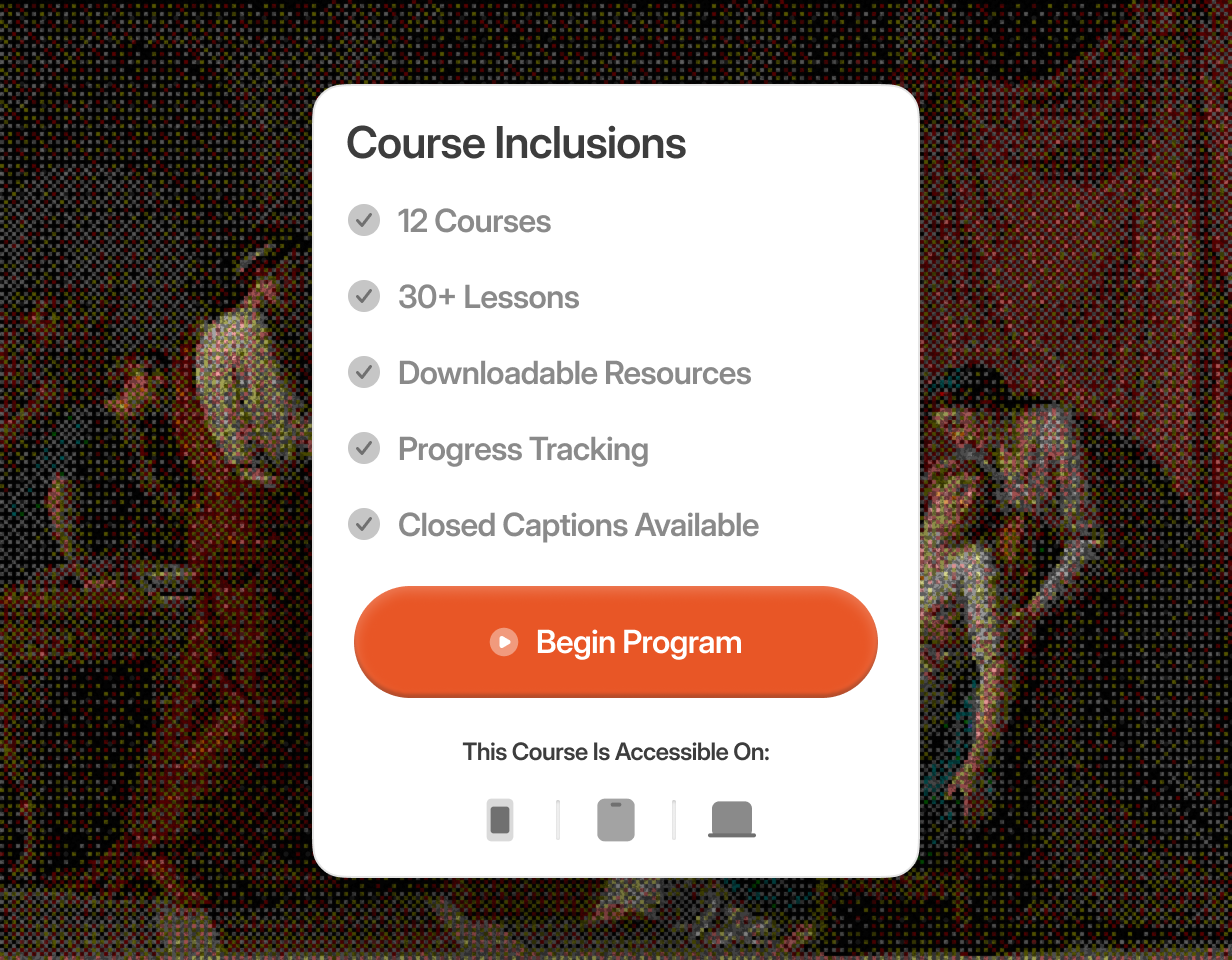 Course Inclusions
12 Courses
30+ Lessons
Downloadable Resources
Progress Tracking
Closed Captions Available
Begin Program
This Course Is Accessible On: